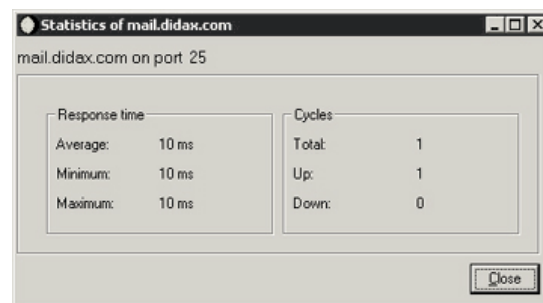 Statistics of mail.didax.com
mail.didax.com on port 25
Response time
Average: 10 ms
Minimum: 10 ms
Maximum: 10 ms
Cycles
Total: 1
Up: 1
Down: 0
Close